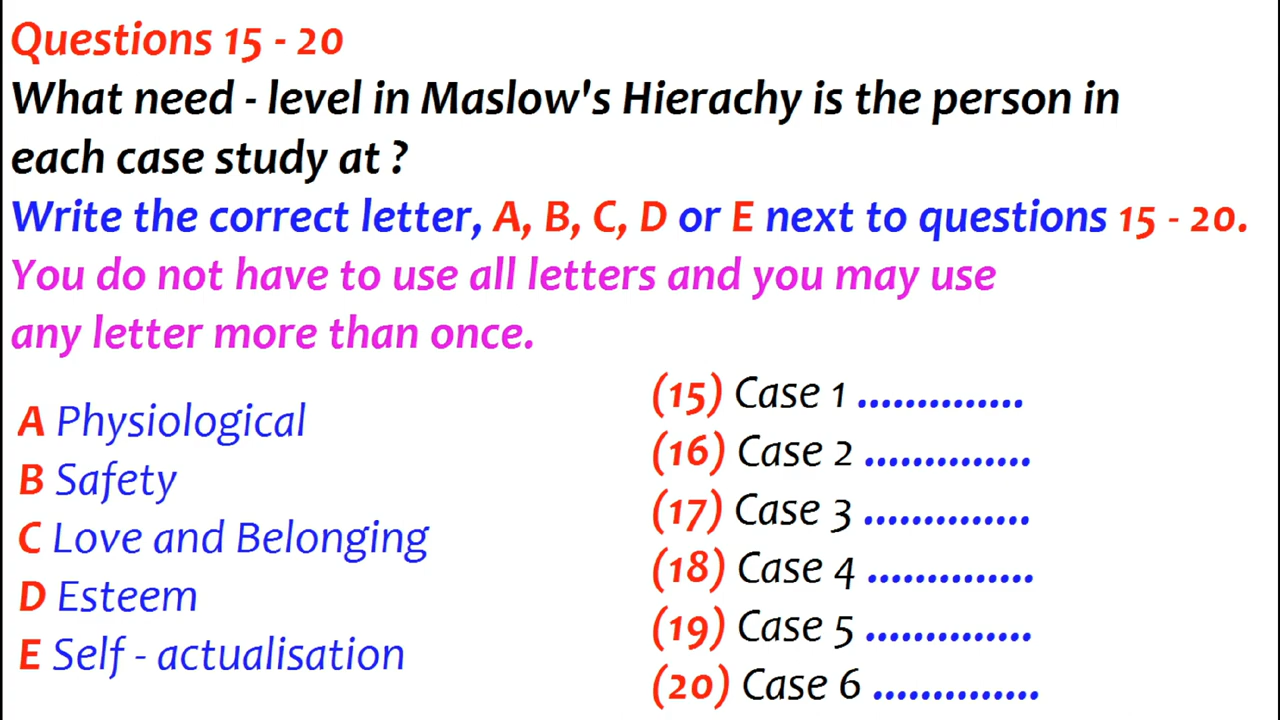 Questions 15 - 20
What need - level in Maslow's Hierachy is the person in
each case study at ?
Write the correct letter, A, B, C, D or E next to questions 15 - 20.
You do not have to use all letters and you may use
any letter more than once.
A Physiological
B Safety
C Love and Belonging
D Esteem
E Self - actualisation
(15) Case 1 ..............
(16) Case 2 ..............
(17) Case 3 ..............
(18) Case 4 ..............
(19) Case 5 ..............
(20) Case 6 ..............